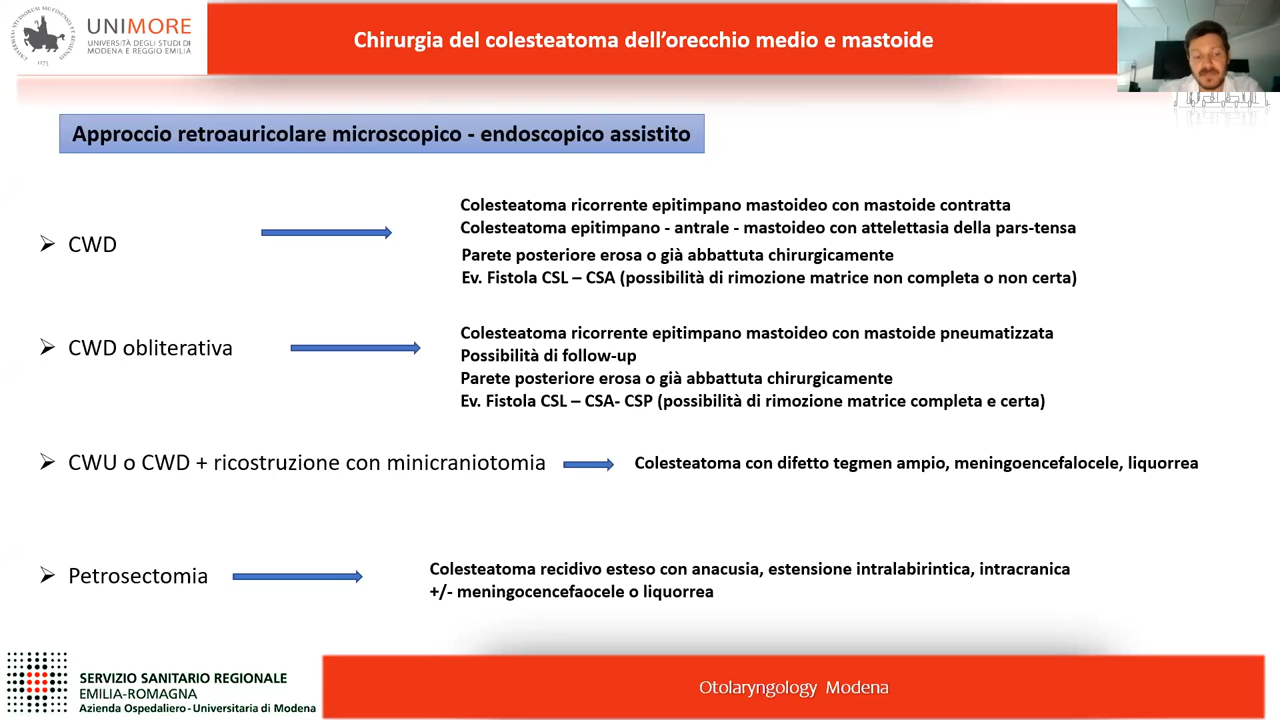 UNIMORE
UNIVERSITÀ DEGLI STUDI DI
MODENA E REGGIO EMILIA
1175
Chirurgia del colesteatoma dell'orecchio medio e mastoide
Approccio retroauricolare microscopico - endoscopico assistito
CWD
Colesteatoma ricorrente epitimpano mastoideo con mastoide contratta
Colesteatoma epitimpano - antrale - mastoideo con attelettasia della pars-tensa
Parete posteriore erosa o già abbattuta chirurgicamente
Ev. Fistola CSL – CSA (possibilità di rimozione matrice non completa o non certa)
CWD obliterativa
Colesteatoma ricorrente epitimpano mastoideo con mastoide pneumatizzata
Possibilità di follow-up
Parete posteriore erosa o già abbattuta chirurgicamente
Ev. Fistola CSL – CSA- CSP (possibilità di rimozione matrice completa e certa)
CWU o CWD + ricostruzione con minicraniotomia
Colesteatoma con difetto tegmen ampio, meningoencefalocele, liquorrea
Petrosectomia
Colesteatoma recidivo esteso con anacusia, estensione intralabirintica, intracranica
+/- meningocencefaocele o liquorrea
SERVIZIO SANITARIO REGIONALE
EMILIA-ROMAGNA
Azienda Ospedaliero - Universitaria di Modena
Otolaryngology Modena